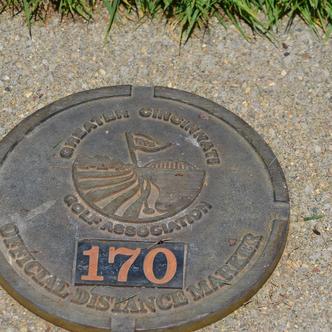 GREATER CINCINNATI
GOLF ASSOCIATION
170
OFFICIAL DISTANCE MARKER